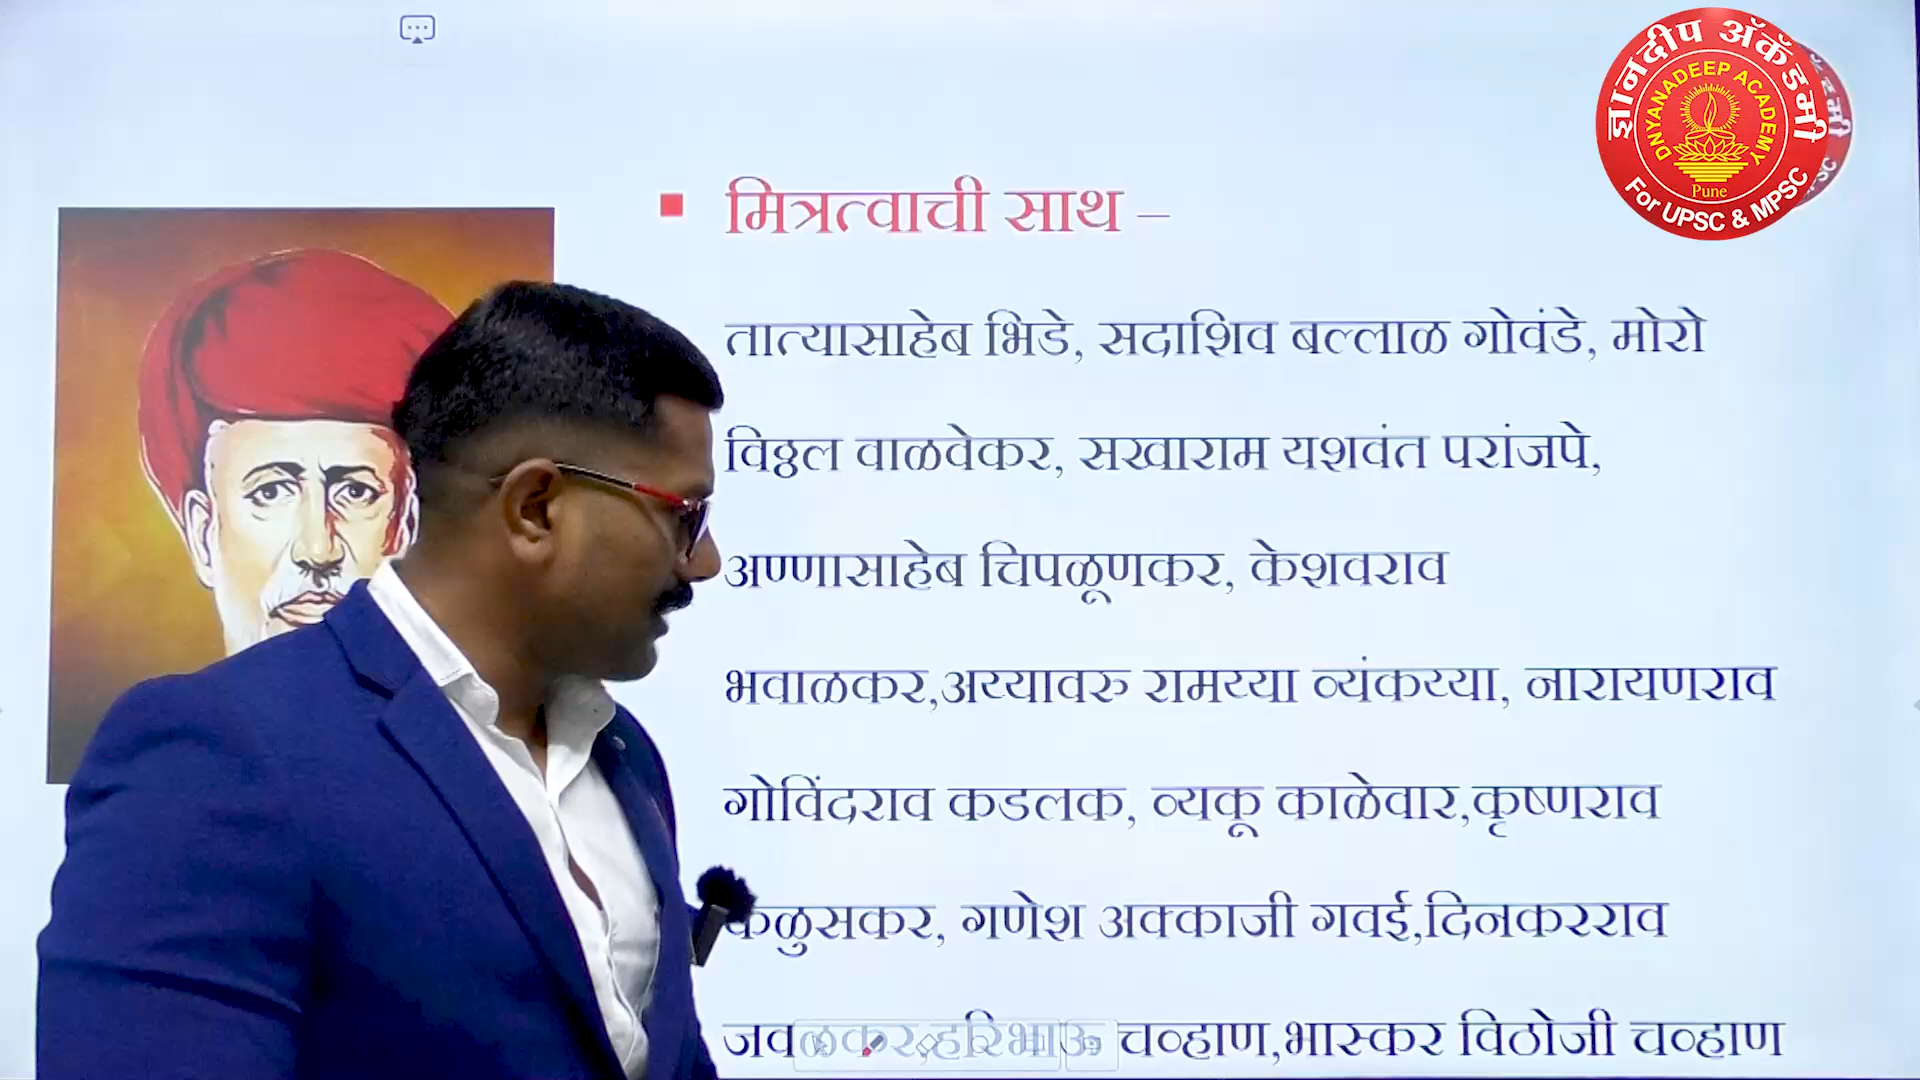 ज्ञानदीप अ‍ॅकॅडमी
DNYANADEEP ACADEMY
Pune
For UPSC & MPSC
मित्रत्वाची साथ –
तात्यासाहेब भिडे, सदाशिव बल्लाळ गोवंडे, मोरो
विठ्ठल वाळवेकर, सखाराम यशवंत परांजपे,
अण्णासाहेब चिपळूणकर, केशवराव
भवाळकर,अय्यावरु रामय्या व्यंकय्या, नारायणराव
गोविंदराव कडलक, व्यकू काळेवार,कृष्णराव
केळुसकर, गणेश अक्काजी गवई,दिनकरराव
जवळकर,हरिभाऊ चव्हाण,भास्कर विठोजी चव्हाण